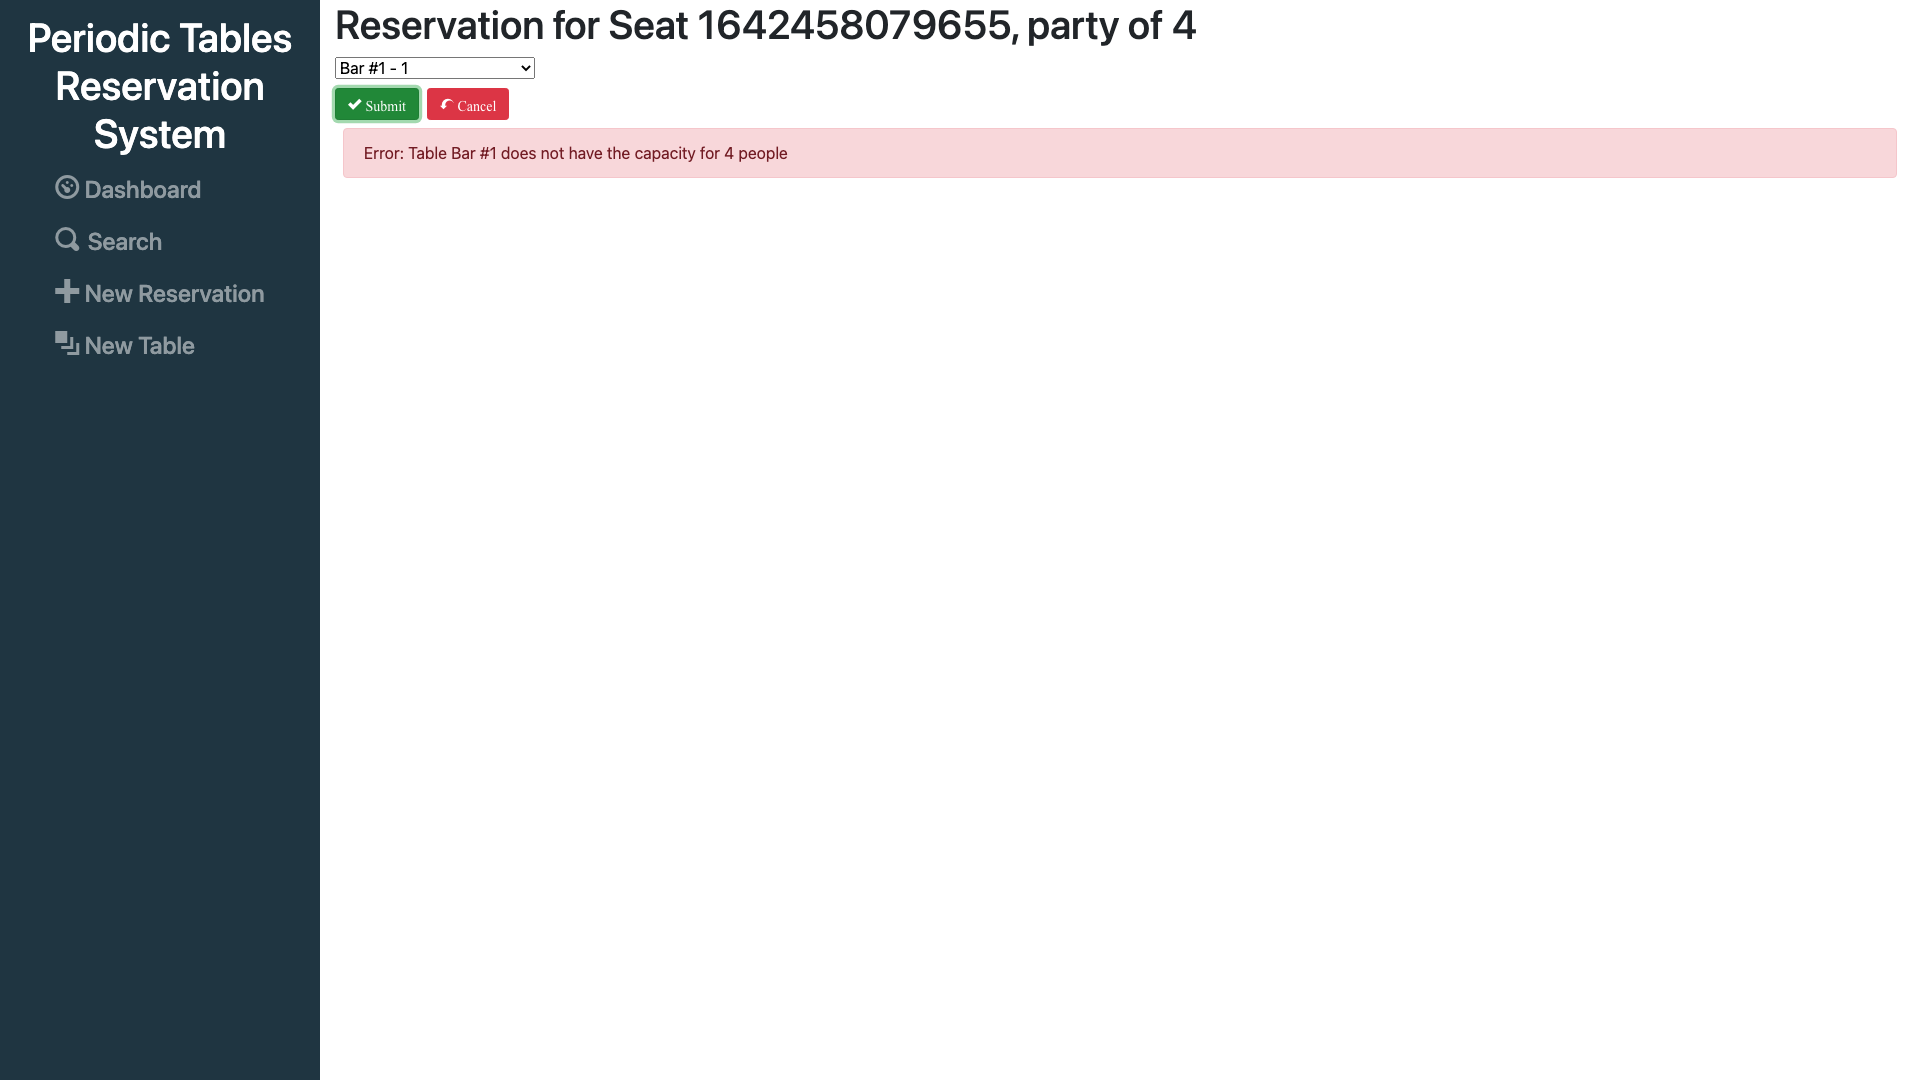 Periodic Tables
Reservation
System
Dashboard
Search
New Reservation
New Table
Reservation for Seat 1642458079655, party of 4
Bar #1 - 1
Submit
Cancel
Error: Table Bar #1 does not have the capacity for 4 people